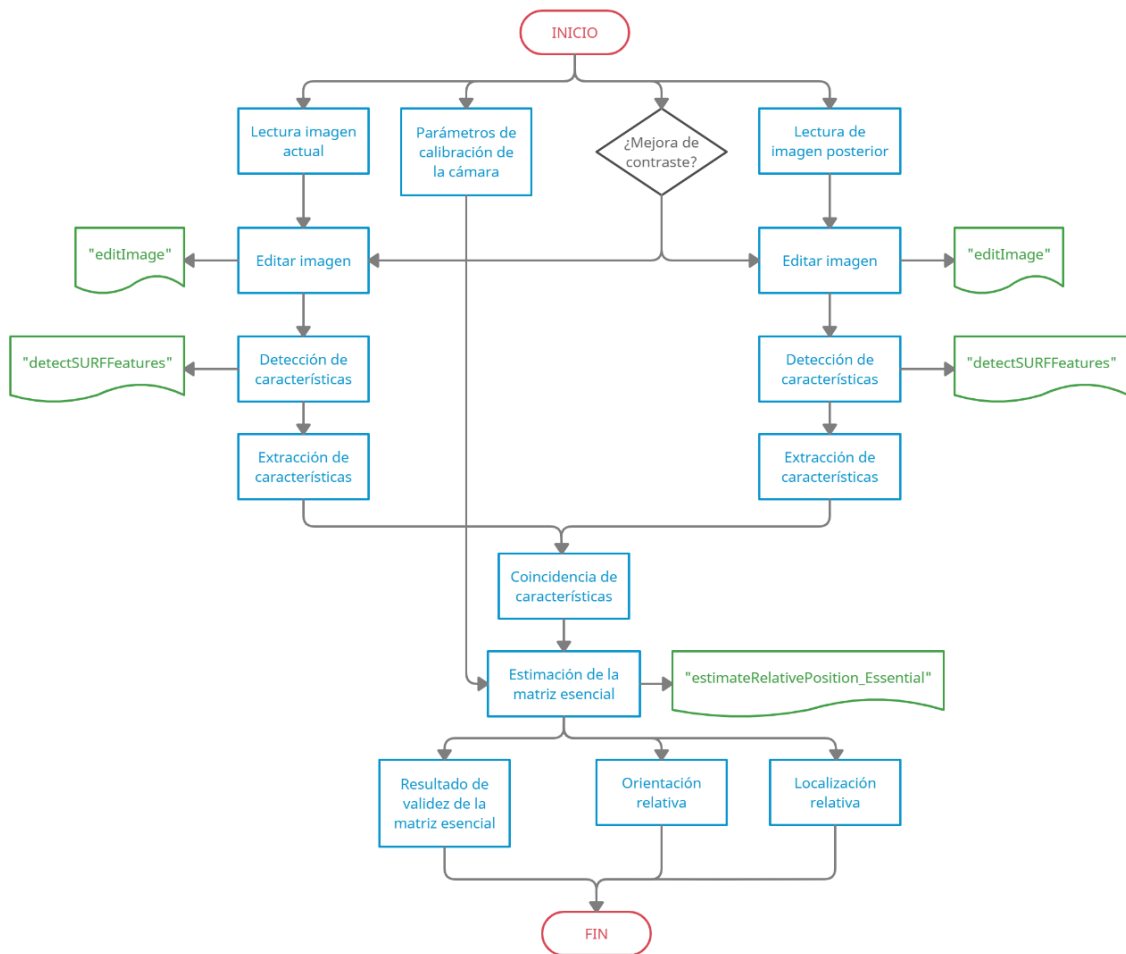 INICIO
Lectura imagen
actual
Parámetros de
calibración de
la cámara
¿Mejora de
contraste?
Lectura de
imagen posterior
"editImage"
Editar imagen
Editar imagen
"editImage"
"detectSURFFeatures"
Detección de
características
Detección de
características
"detectSURFFeatures"
Extracción de
características
Extracción de
características
Coincidencia de
características
Estimación de la
matriz esencial
"estimateRelativePosition_Essential"
Resultado de
validez de la
matriz esencial
Orientación
relativa
Localización
relativa
FIN